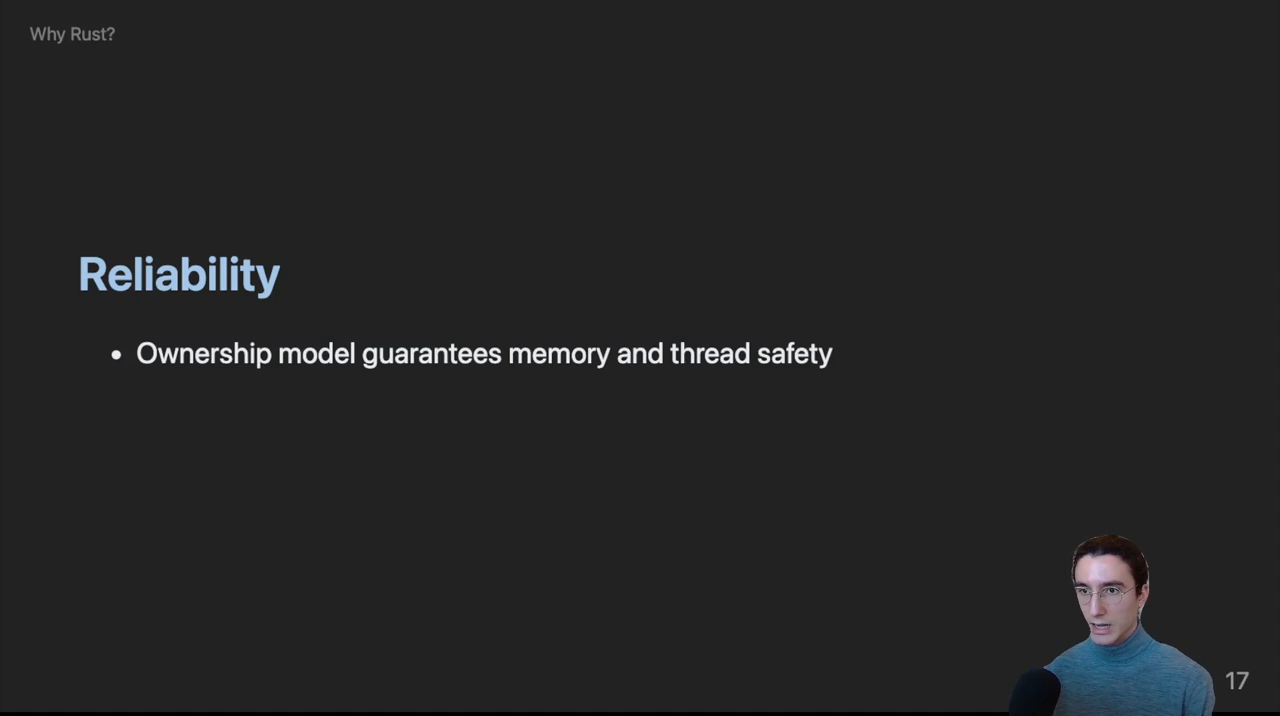 Why Rust?
Reliability
• Ownership model guarantees memory and thread safety
17